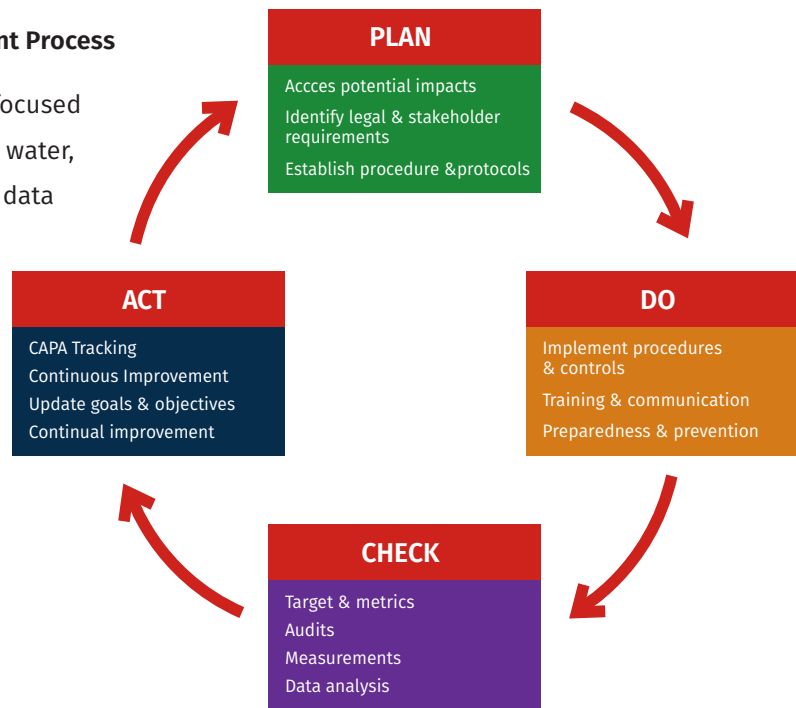 nt Process
ocused
water,
data
PLAN
Accces potential impacts
Identify legal & stakeholder
requirements
Establish procedure &protocols
ACT
CAPA Tracking
Continuous Improvement
Update goals & objectives
Continual improvement
DO
Implement procedures
& controls
Training & communication
Preparedness & prevention
CHECK
Target & metrics
Audits
Measurements
Data analysis